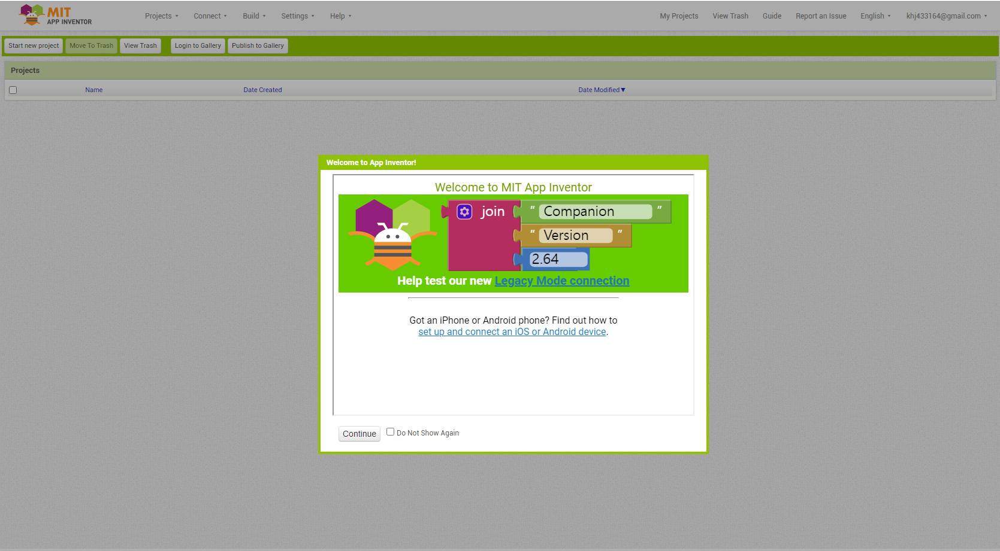 MIT
APP INVENTOR
Projects
Connect
Build
Settings
Help
My Projects
View Trash
Guide
Report an Issue
English
khj433164@gmail.com
Start new project
Move To Trash
View Trash
Login to Gallery
Publish to Gallery
Projects
Name
Date Created
Date Modified▼
Welcome to App Inventor!
Welcome to MIT App Inventor
join
" Companion "
" Version "
2.64
Help test our new Legacy Mode connection
Got an iPhone or Android phone? Find out how to
set up and connect an iOS or Android device.
Continue
Do Not Show Again